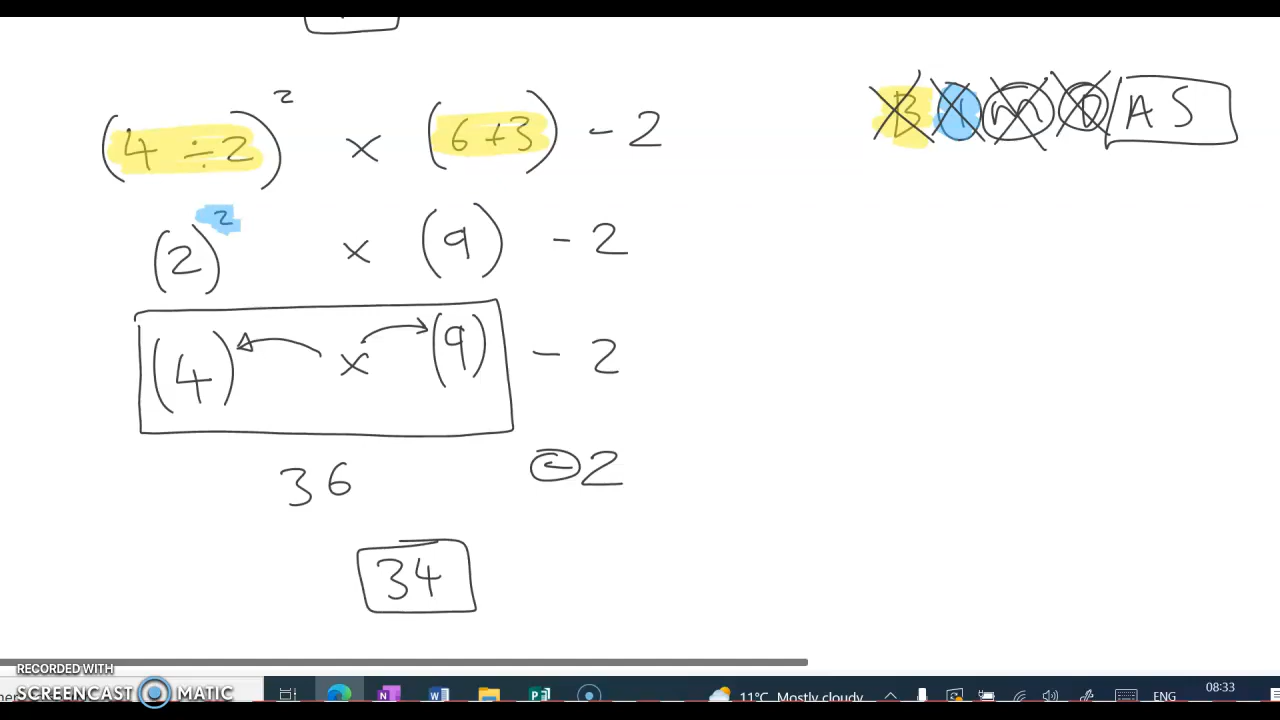 (4 ÷ 2)² × (6 + 3) - 2
B I M D A S
(2)² × (9) - 2
(4) × (9) - 2
36 - 2
34
RECORDED WITH
SCREENCAST MATIC
11°C Mostly cloudy
ENG
08:33